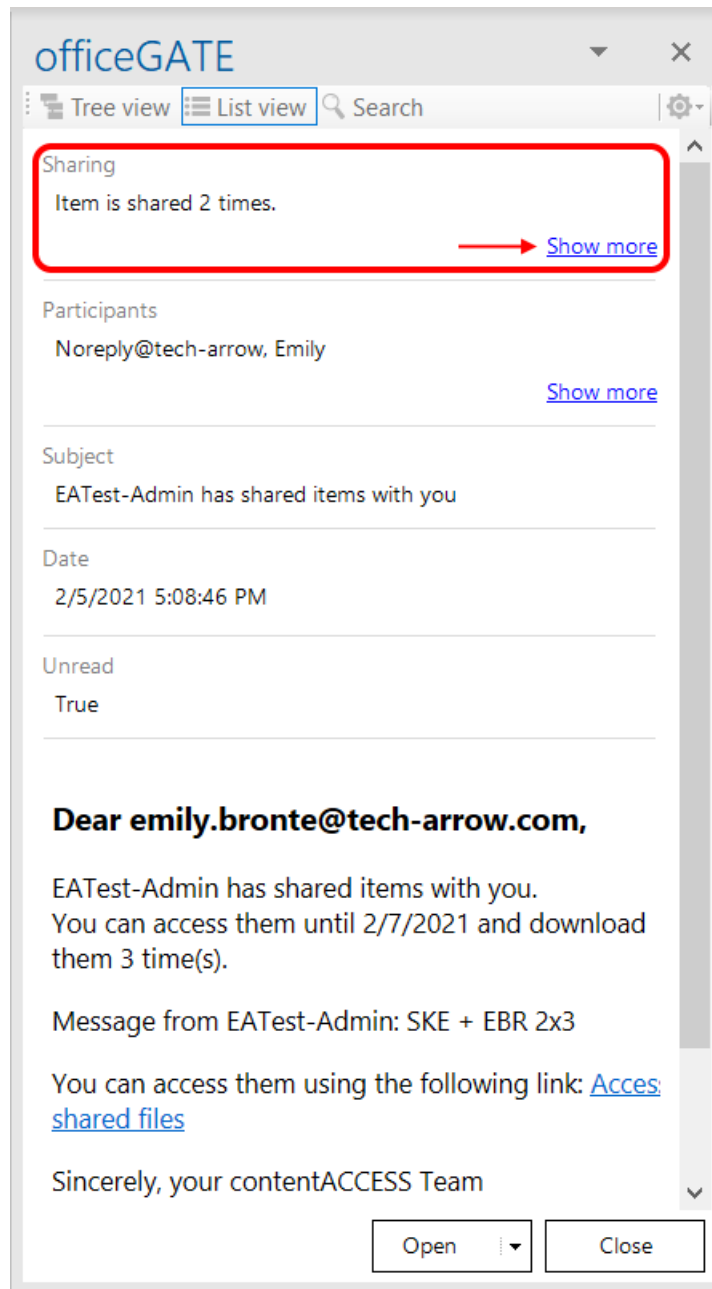 officeGATE
Tree view List view Search
Sharing
Item is shared 2 times.
Show more
Participants
Noreply@tech-arrow, Emily
Show more
Subject
EATest-Admin has shared items with you
Date
2/5/2021 5:08:46 PM
Unread
True
Dear emily.bronte@tech-arrow.com,
EATest-Admin has shared items with you.
You can access them until 2/7/2021 and download
them 3 time(s).
Message from EATest-Admin: SKE + EBR 2x3
You can access them using the following link: Acces
shared files
Sincerely, your contentACCESS Team
Open Close